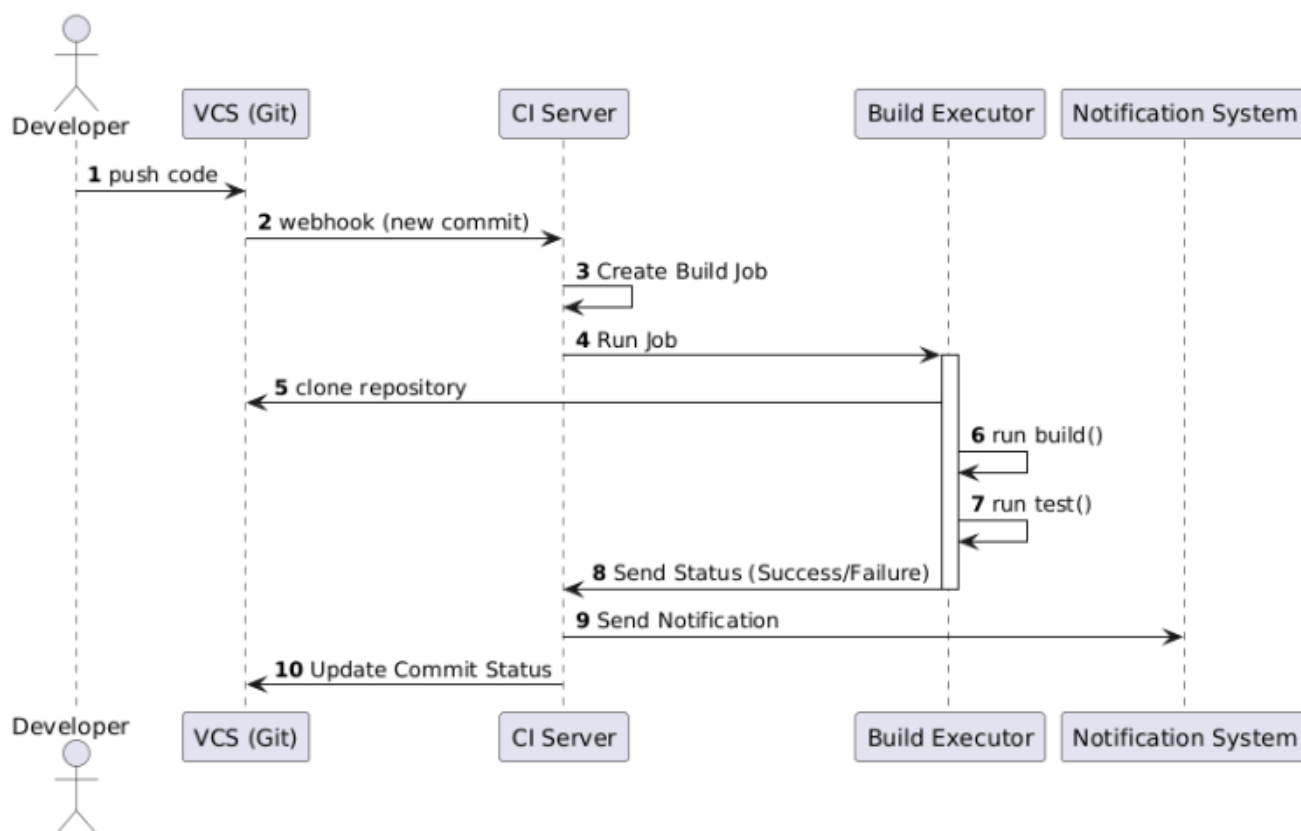 Developer
VCS (Git)
CI Server
Build Executor
Notification System
1 push code
2 webhook (new commit)
3 Create Build Job
4 Run Job
5 clone repository
6 run build()
7 run test()
8 Send Status (Success/Failure)
9 Send Notification
10 Update Commit Status
Developer
VCS (Git)
CI Server
Build Executor
Notification System